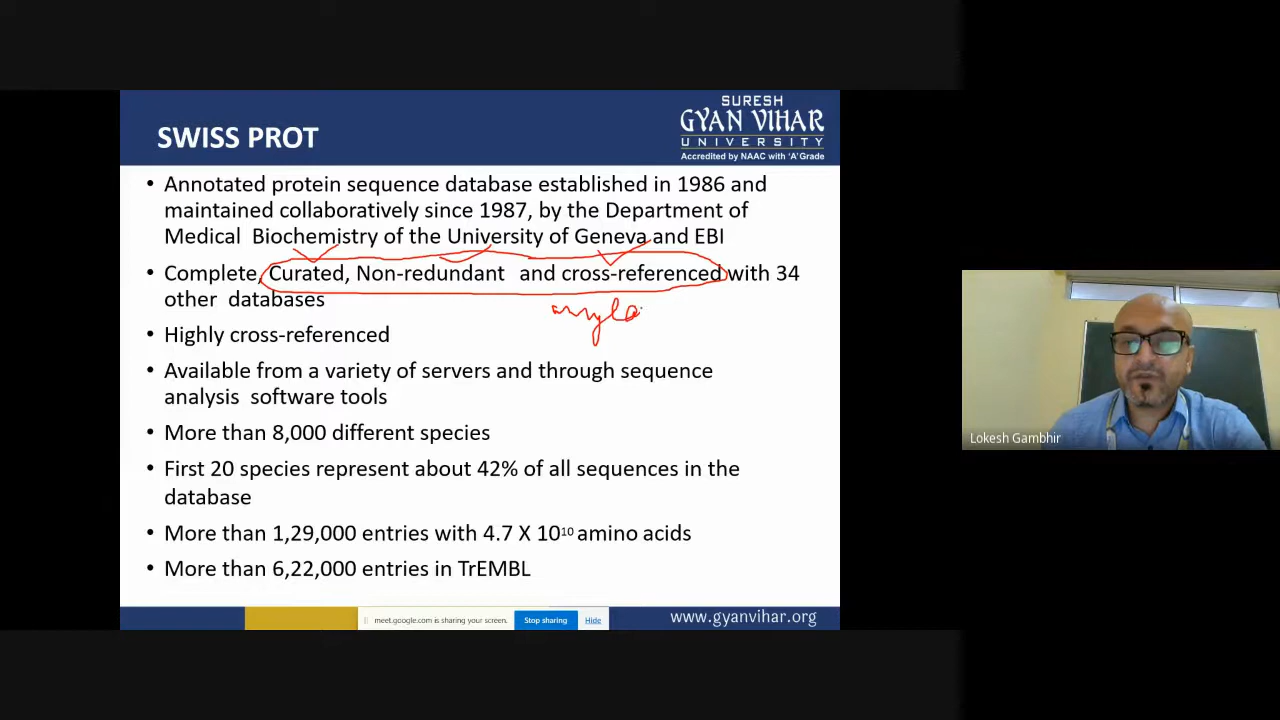 SURESH
GYAN VIHAR
UNIVERSITY
Accredited by NAAC with 'A' Grade
SWISS PROT
• Annotated protein sequence database established in 1986 and
maintained collaboratively since 1987, by the Department of
Medical Biochemistry of the University of Geneva and EBI
• Complete, Curated, Non-redundant and cross-referenced with 34
other databases
• Highly cross-referenced
• Available from a variety of servers and through sequence
analysis software tools
• More than 8,000 different species
• First 20 species represent about 42% of all sequences in the
database
• More than 1,29,000 entries with 4.7 X 10¹⁰ amino acids
• More than 6,22,000 entries in TrEMBL
meet.google.com is sharing your screen. Stop sharing Hide
www.gyanvihar.org
Lokesh Gambhir